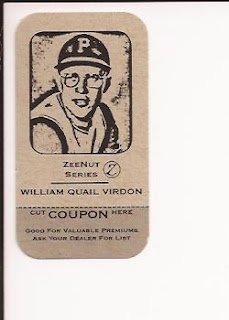 P
ZEENUT
SERIES Z
WILLIAM QUAIL VIRDON
CUT COUPON HERE
GOOD FOR VALUABLE PREMIUMS
ASK YOUR DEALER FOR LIST